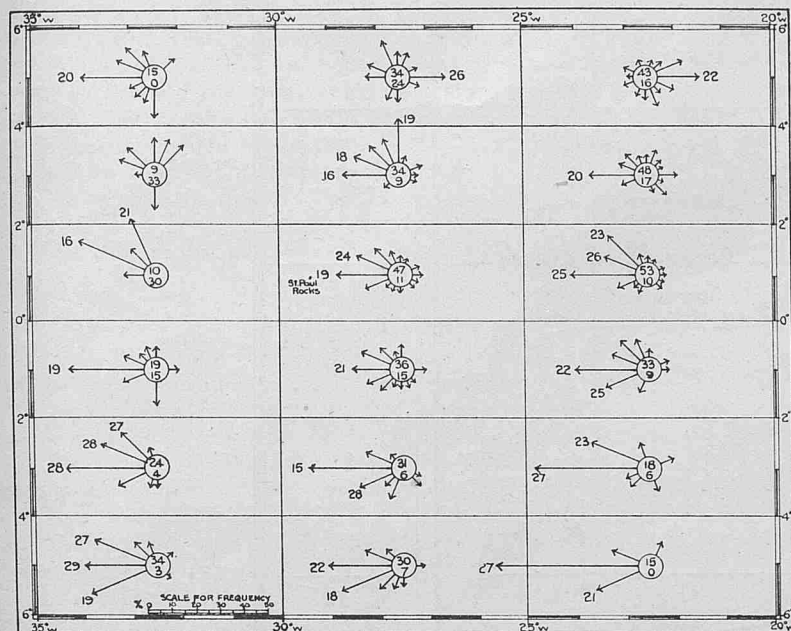 35°W 30°W 25°W 20°W
6° 6°
15 34 43
20 0 24 26 16 22
4° 4°
19
18
9 34 48
16 20
33 9 17
2° 2°
21 23
16 24 26
10 47 53
19 25
30 11 10
St. Paul
Rocks
0° 0°
19 36 33
19 21 22
15 15 9
25
2° 2°
27
28 23
24 31 18
28 15 27
4 6 6
28
4° 4°
27
34 30 15
29 22 27
3 7 0
19 18 21
SCALE FOR FREQUENCY
% 0 10 20 30 40 50
6° 6°
35°W 30°W 25°W 20°W